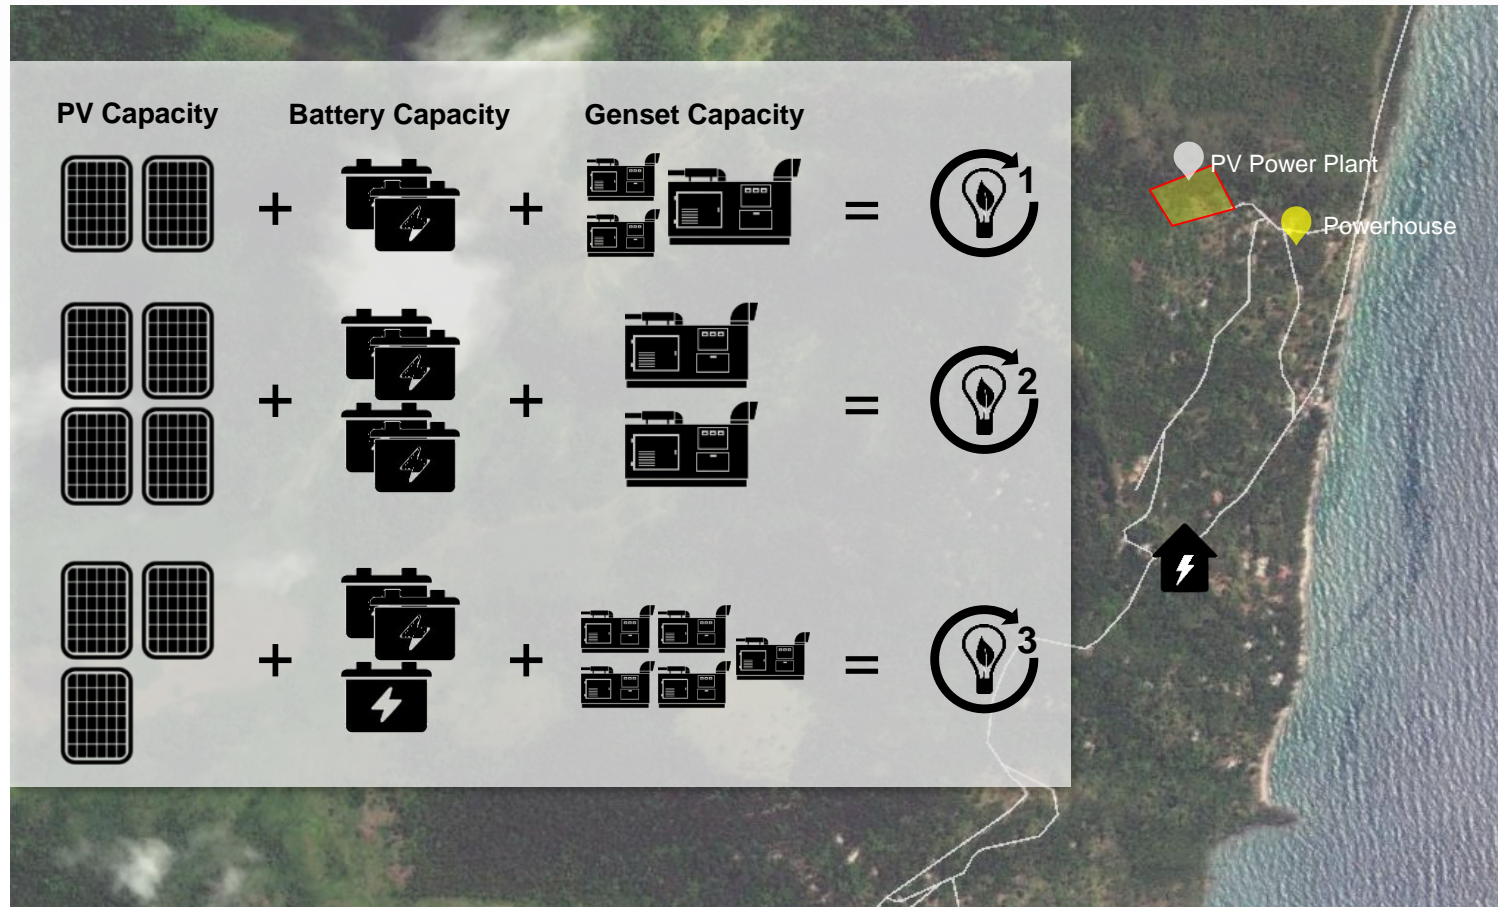 PV Capacity
Battery Capacity
Genset Capacity
+
+
=
1
+
+
=
2
+
+
=
3
PV Power Plant
Powerhouse